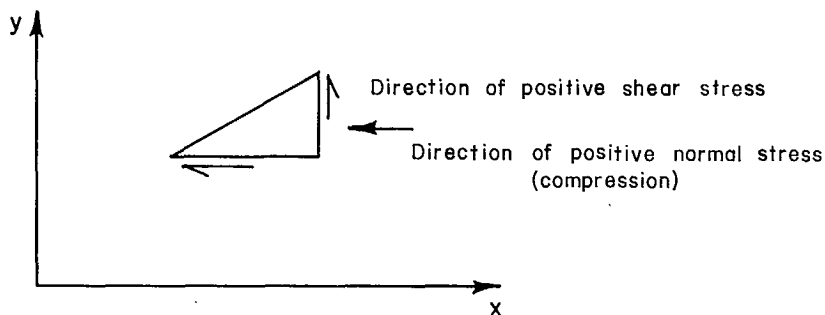 y
Direction of positive shear stress
Direction of positive normal stress
(compression)
x